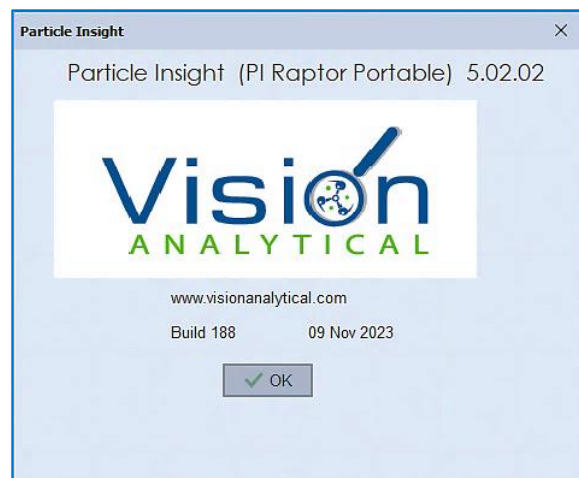 Particle Insight
Particle Insight (PI Raptor Portable) 5.02.02
Vision
ANALYTICAL
www.visionanalytical.com
Build 188 09 Nov 2023
OK